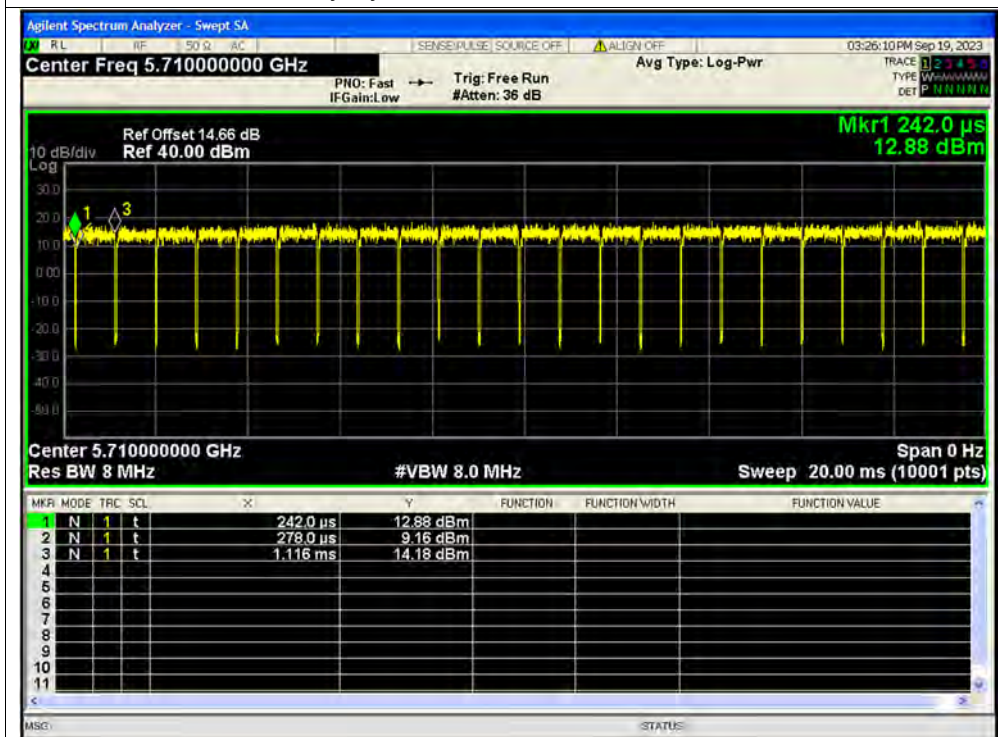 Agilent Spectrum Analyzer - Swept SA
RL RF 50 Ω AC SENSE:PULSE SOURCE OFF ALIGN OFF 03:26:10 PM Sep 19, 2023
Center Freq 5.710000000 GHz Avg Type: Log-Pwr TRACE 1 2 3 4 5 6
PNO: Fast Trig: Free Run TYPE
IFGain:Low #Atten: 36 dB DET P N N N N N
Mkr1 242.0 µs
Ref Offset 14.66 dB
10 dB/div Ref 40.00 dBm 12.88 dBm
Log
30.0
20.0
1 3
10.0
0.00
-10.0
-20.0
-30.0
-40.0
-50.0
Center 5.710000000 GHz Span 0 Hz
Res BW 8 MHz #VBW 8.0 MHz Sweep 20.00 ms (10001 pts)
MKR MODE TRC SCL X Y FUNCTION FUNCTION WIDTH FUNCTION VALUE
1 N 1 t 242.0 µs 12.88 dBm
2 N 1 t 278.0 µs 9.16 dBm
3 N 1 t 1.116 ms 14.18 dBm
4
5
6
7
8
9
10
11
MSG STATUS